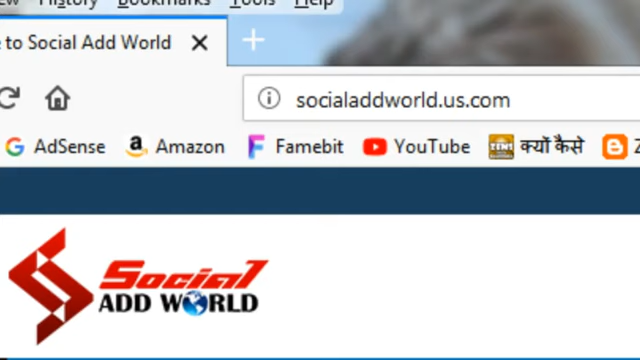 History Bookmarks Tools Help
e to Social Add World
socialaddworld.us.com
AdSense Amazon Famebit YouTube क्यों कैसे
Social
ADD WORLD